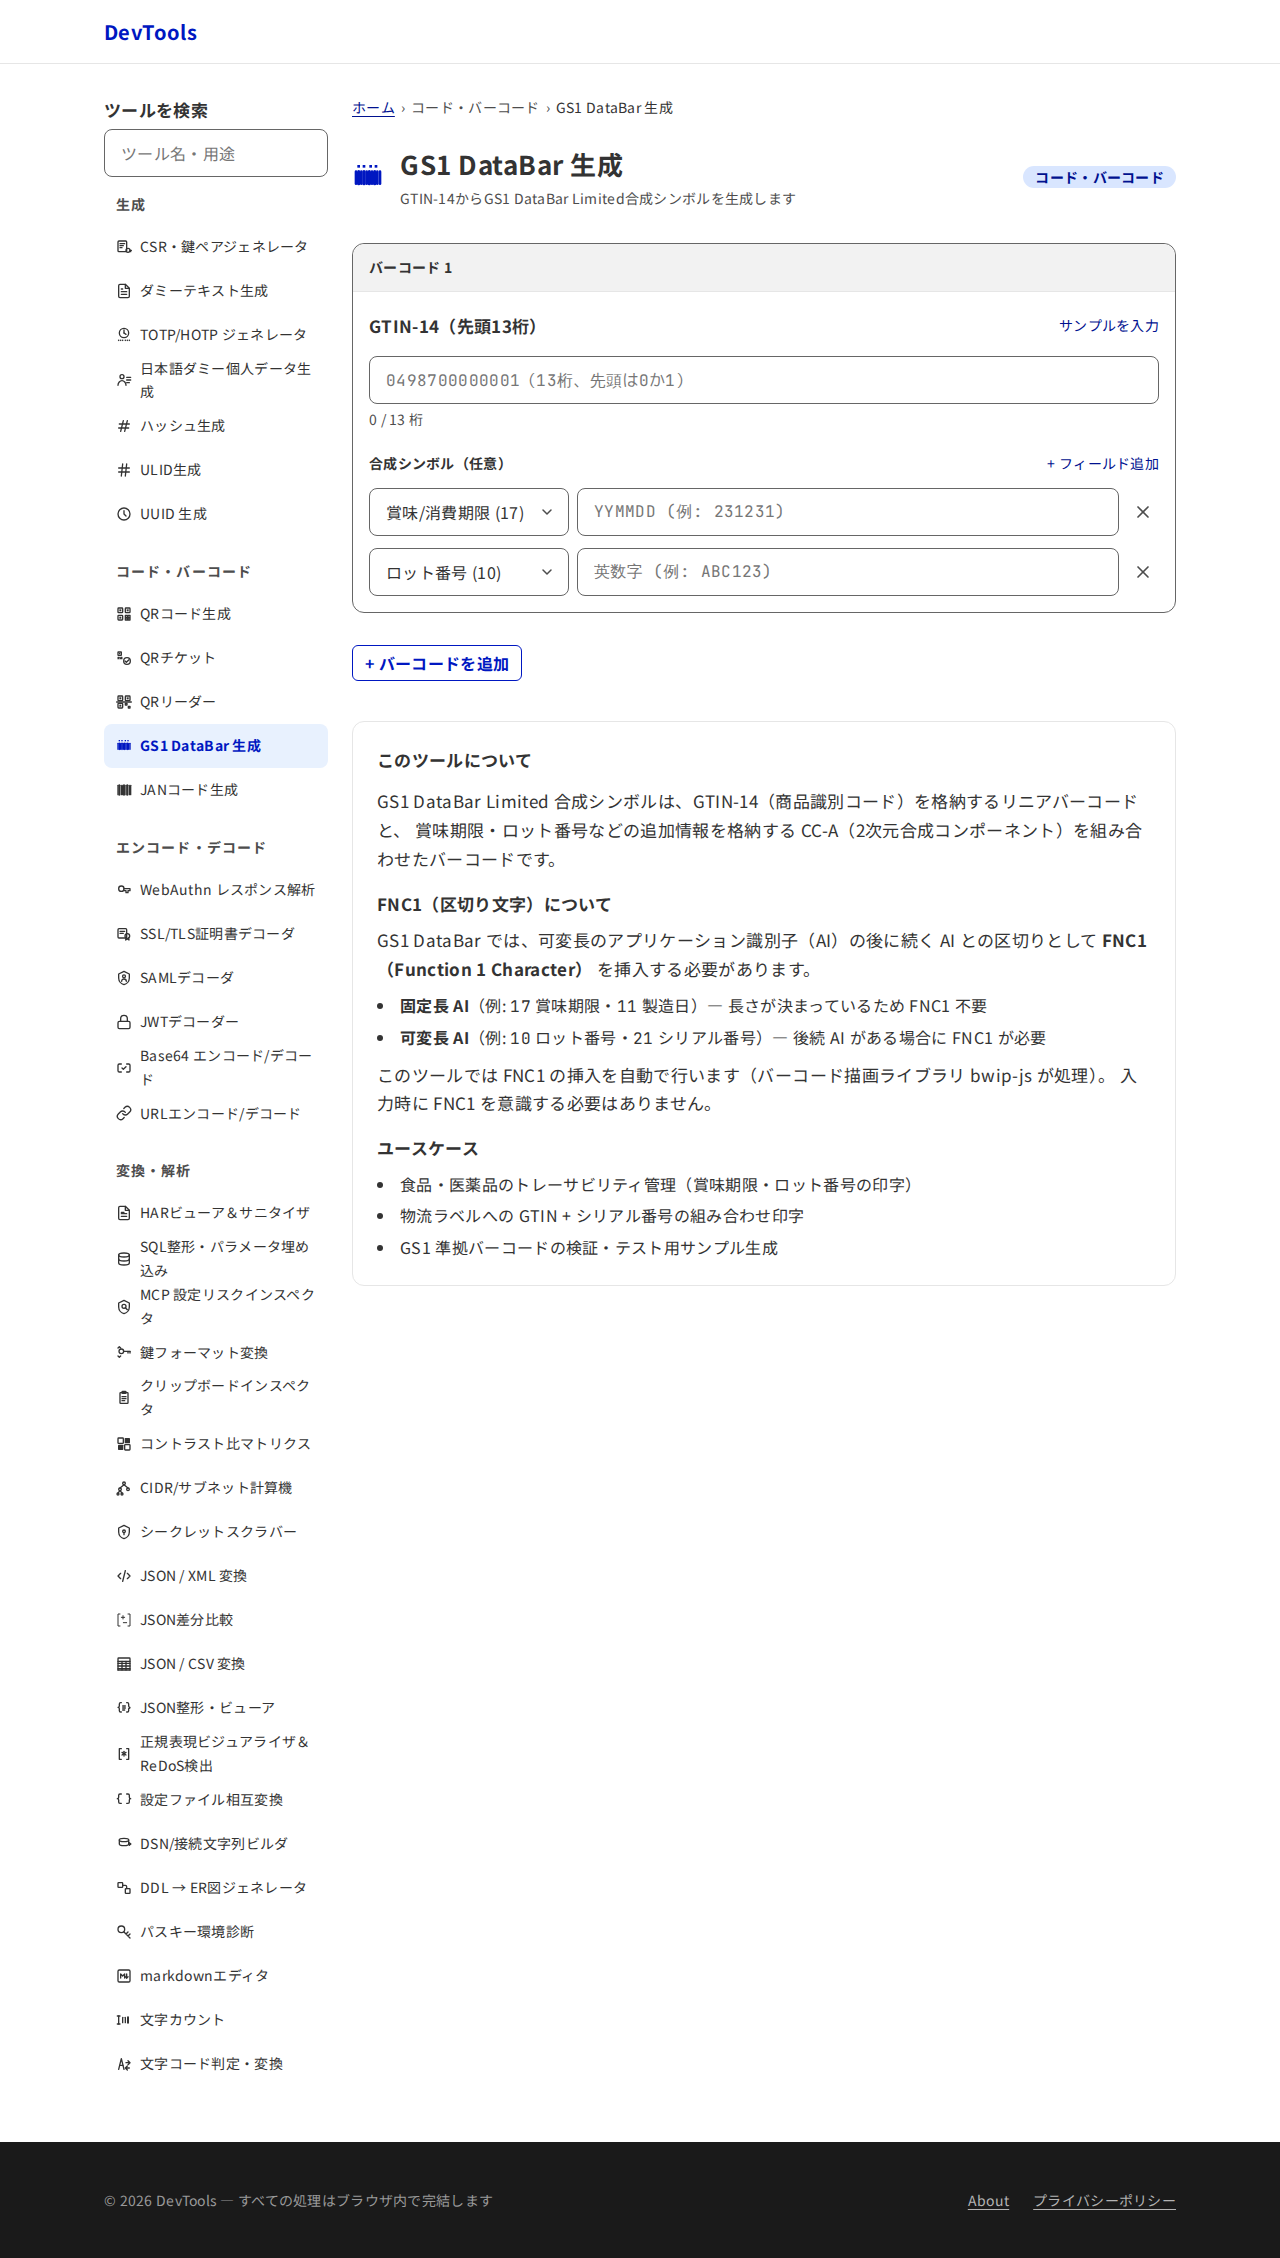 DevTools
ツールを検索
ツール名・用途
生成
CSR・鍵ペアジェネレータ
ダミーテキスト生成
TOTP/HOTP ジェネレータ
日本語ダミー個人データ生
成
ハッシュ生成
ULID生成
UUID 生成
コード・バーコード
QRコード生成
QRチケット
QRリーダー
GS1 DataBar 生成
JANコード生成
エンコード・デコード
WebAuthn レスポンス解析
SSL/TLS証明書デコーダ
SAMLデコーダ
JWTデコーダー
Base64 エンコード/デコー
ド
URLエンコード/デコード
変換・解析
HARビューア＆サニタイザ
SQL整形・パラメータ埋め
込み
MCP 設定リスクインスペク
タ
鍵フォーマット変換
クリップボードインスペク
タ
コントラスト比マトリクス
CIDR/サブネット計算機
シークレットスクラバー
JSON / XML 変換
JSON差分比較
JSON / CSV 変換
JSON整形・ビューア
正規表現ビジュアライザ＆
ReDoS検出
設定ファイル相互変換
DSN/接続文字列ビルダ
DDL → ER図ジェネレータ
パスキー環境診断
markdownエディタ
文字カウント
文字コード判定・変換
ホーム › コード・バーコード › GS1 DataBar 生成
GS1 DataBar 生成
GTIN-14からGS1 DataBar Limited合成シンボルを生成します
コード・バーコード
バーコード 1
GTIN-14（先頭13桁）
サンプルを入力
0498700000001（13桁、先頭は0か1）
0 / 13 桁
合成シンボル（任意）
+ フィールド追加
賞味/消費期限 (17)
YYMMDD (例: 231231)
ロット番号 (10)
英数字 (例: ABC123)
+ バーコードを追加
このツールについて
GS1 DataBar Limited 合成シンボルは、GTIN-14（商品識別コード）を格納するリニアバーコード
と、 賞味期限・ロット番号などの追加情報を格納する CC-A（2次元合成コンポーネント）を組み合
わせたバーコードです。
FNC1（区切り文字）について
GS1 DataBar では、可変長のアプリケーション識別子（AI）の後に続く AI との区切りとして FNC1
（Function 1 Character） を挿入する必要があります。
• 固定長 AI（例: 17 賞味期限・11 製造日）— 長さが決まっているため FNC1 不要
• 可変長 AI（例: 10 ロット番号・21 シリアル番号）— 後続 AI がある場合に FNC1 が必要
このツールでは FNC1 の挿入を自動で行います（バーコード描画ライブラリ bwip-js が処理）。 入
力時に FNC1 を意識する必要はありません。
ユースケース
• 食品・医薬品のトレーサビリティ管理（賞味期限・ロット番号の印字）
• 物流ラベルへの GTIN + シリアル番号の組み合わせ印字
• GS1 準拠バーコードの検証・テスト用サンプル生成
© 2026 DevTools — すべての処理はブラウザ内で完結します
About
プライバシーポリシー